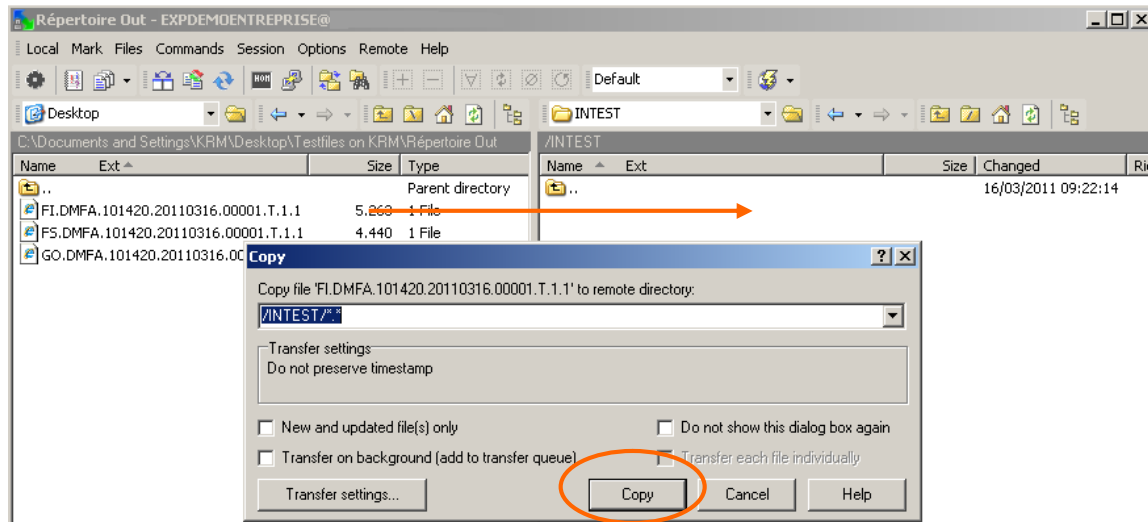 Répertoire Out - EXPDEMOENTREPRISE@
Local Mark Files Commands Session Options Remote Help
Default
Desktop INTEST
C:\Documents and Settings\KRM\Desktop\Testfiles on KRM\Répertoire Out /INTEST
Name Ext Size Type Name Ext Size Changed Ri
.. Parent directory .. 16/03/2011 09:22:14
FI.DMFA.101420.20110316.00001.T.1.1 5.263 1 File
FS.DMFA.101420.20110316.00001.T.1.1 4.440 1 File
GO.DMFA.101420.20110316.0
Copy
Copy file 'FI.DMFA.101420.20110316.00001.T.1.1' to remote directory:
/INTEST/*.*
Transfer settings
Do not preserve timestamp
New and updated file(s) only Do not show this dialog box again
Transfer on background (add to transfer queue) Transfer each file individually
Transfer settings... Copy Cancel Help